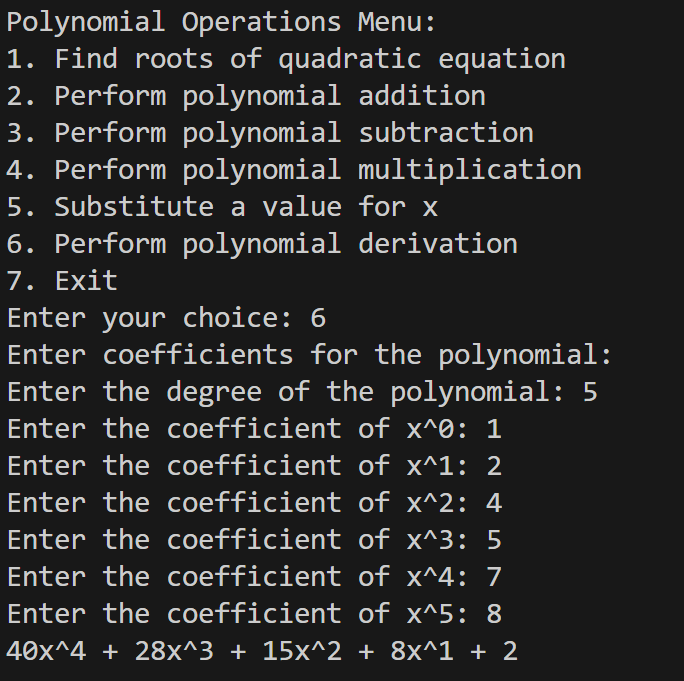 Polynomial Operations Menu:
1. Find roots of quadratic equation
2. Perform polynomial addition
3. Perform polynomial subtraction
4. Perform polynomial multiplication
5. Substitute a value for x
6. Perform polynomial derivation
7. Exit
Enter your choice: 6
Enter coefficients for the polynomial:
Enter the degree of the polynomial: 5
Enter the coefficient of x^0: 1
Enter the coefficient of x^1: 2
Enter the coefficient of x^2: 4
Enter the coefficient of x^3: 5
Enter the coefficient of x^4: 7
Enter the coefficient of x^5: 8
40x^4 + 28x^3 + 15x^2 + 8x^1 + 2